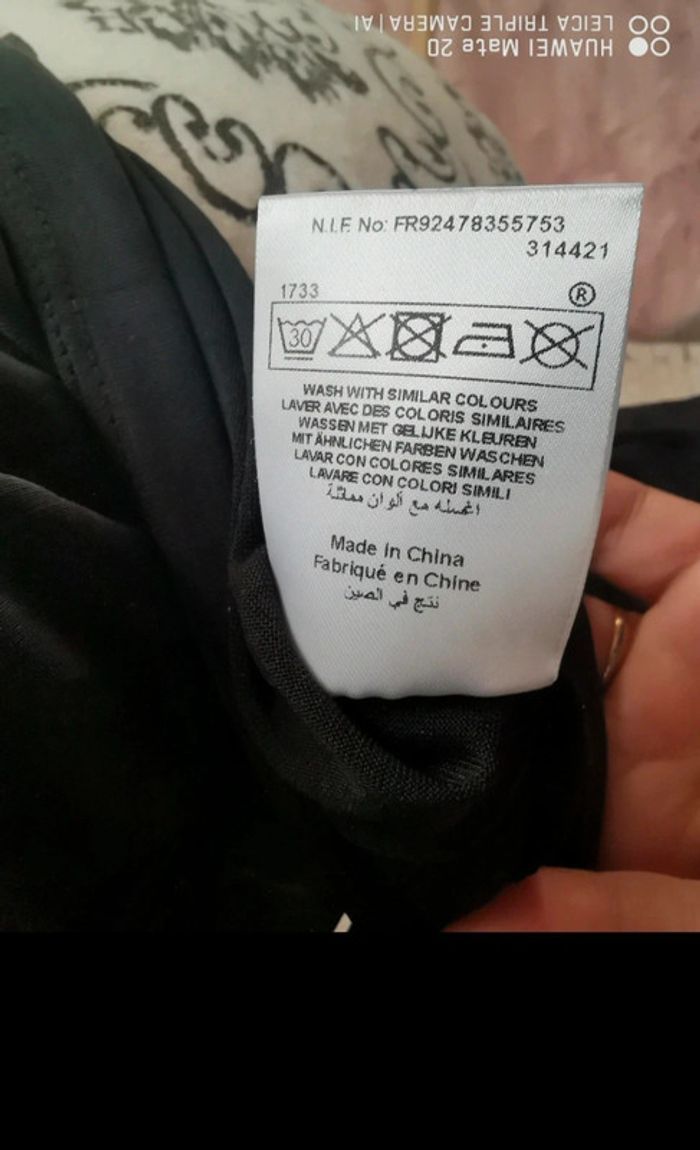 HUAWEI Mate 20
LEICA TRIPLE CAMERA | AI
N.I.F. No: FR92478355753
314421
1733
®
30
WASH WITH SIMILAR COLOURS
LAVER AVEC DES COLORIS SIMILAIRES
WASSEN MET GELIJKE KLEUREN
MIT ÄHNLICHEN FARBEN WASCHEN
LAVAR CON COLORES SIMILARES
LAVARE CON COLORI SIMILI
اغسله مع ألوان مماثلة
Made in China
Fabriqué en Chine
نتج في الصين